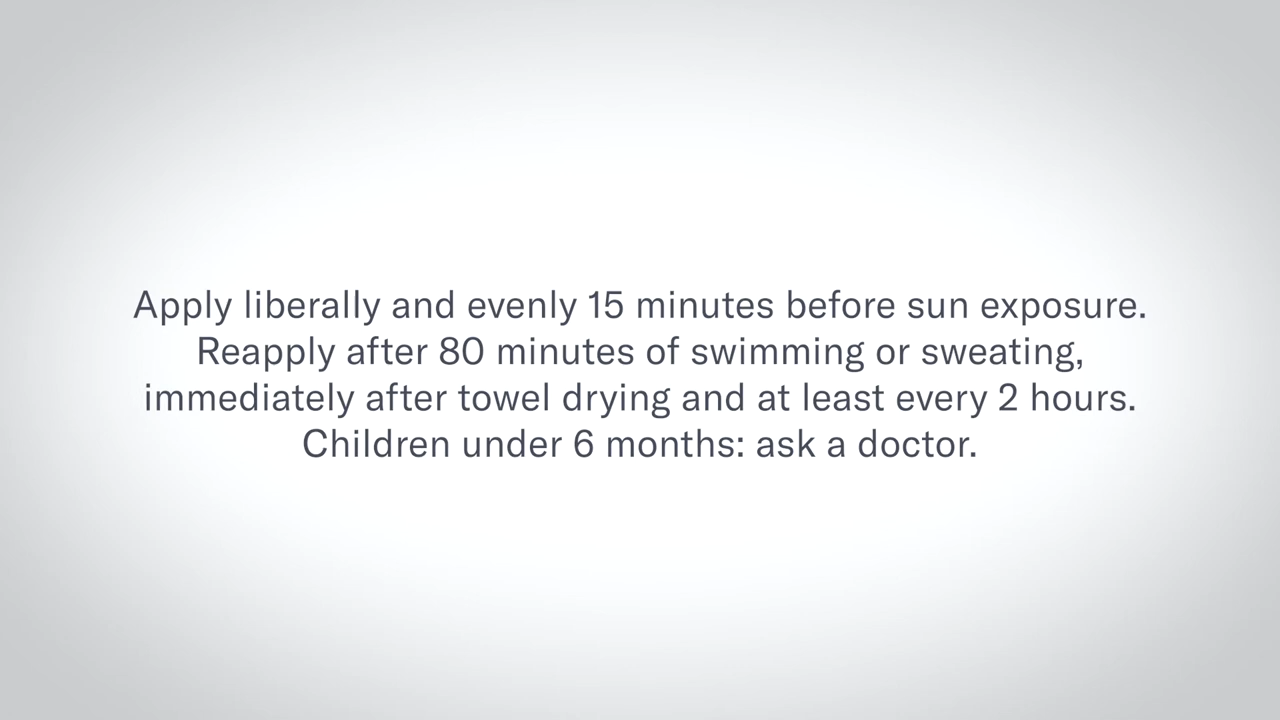 Apply liberally and evenly 15 minutes before sun exposure.
Reapply after 80 minutes of swimming or sweating,
immediately after towel drying and at least every 2 hours.
Children under 6 months: ask a doctor.